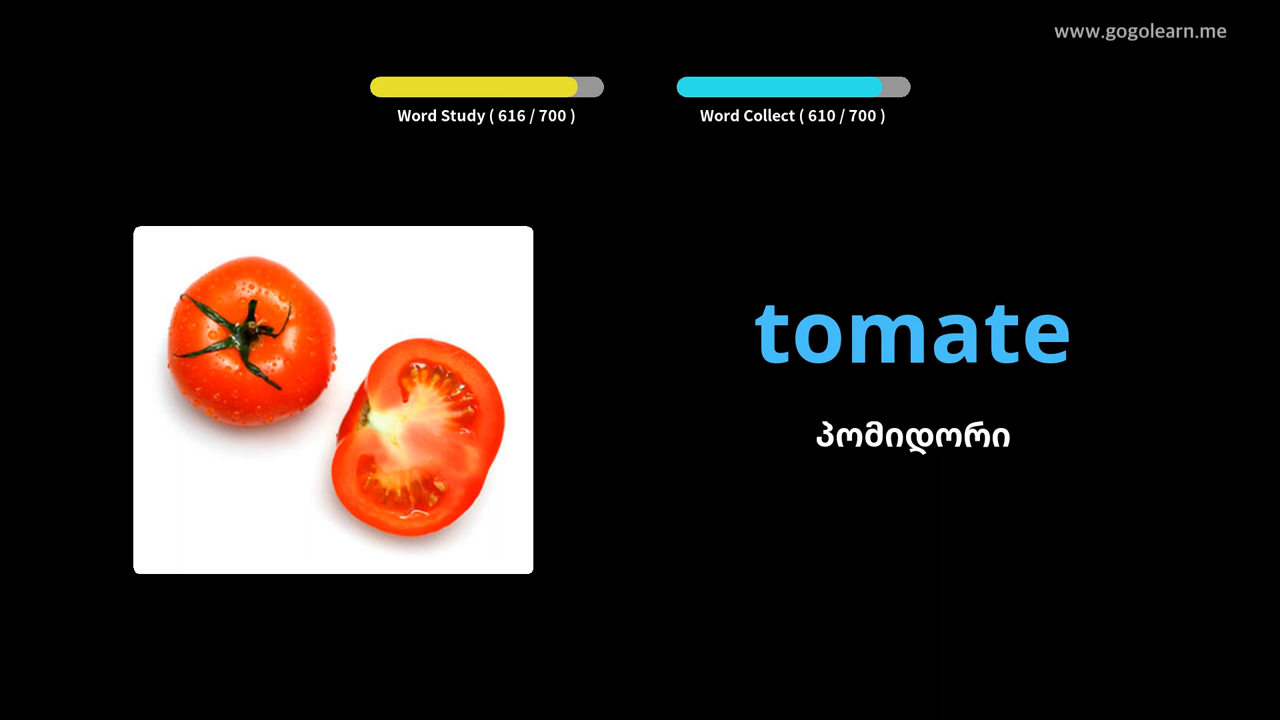 www.gogolearn.me
Word Study ( 616 / 700 )
Word Collect ( 610 / 700 )
tomate
პომიდორი